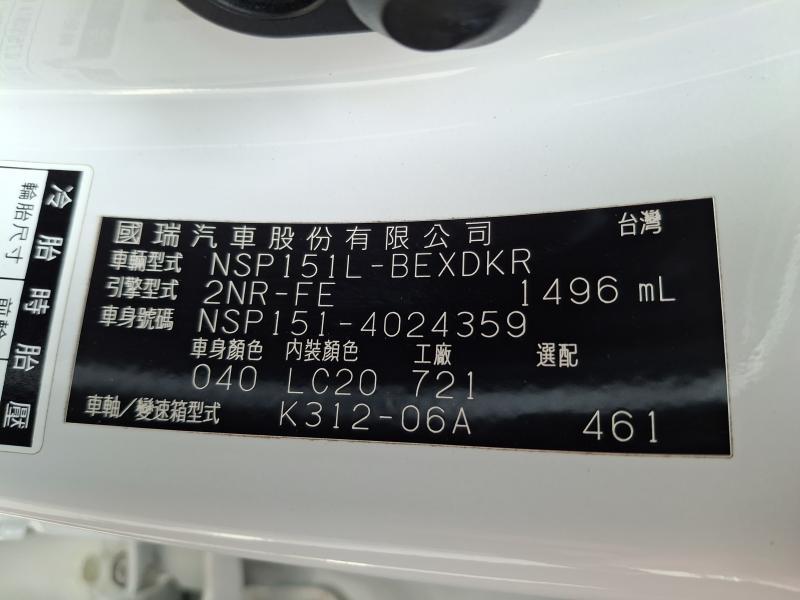 國瑞汽車股份有限公司 台灣
車輛型式 NSP151L-BEXDKR
引擎型式 2NR-FE 1496 mL
車身號碼 NSP151-4024359
車身顏色 內裝顏色 工廠 選配
040 LC20 721
車軸/變速箱型式 K312-06A 461
冷胎時胎壓
輪胎尺寸
前輪